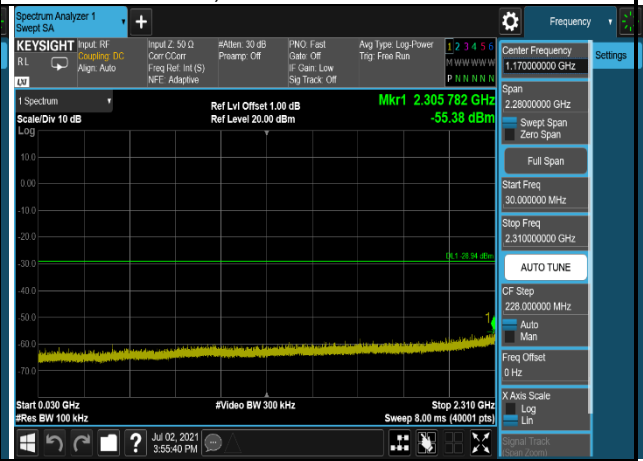 Spectrum Analyzer 1
Swept SA
Frequency
KEYSIGHT
RL
Input: RF
Coupling: DC
Align: Auto
Input Z: 50 Ω
Corr CCorr
Freq Ref: Int (S)
NFE: Adaptive
#Atten: 30 dB
Preamp: Off
PNO: Fast
Gate: Off
IF Gain: Low
Sig Track: Off
Avg Type: Log-Power
Trig: Free Run
1 2 3 4 5 6
M W W W W W
P N N N N N
LXI
1 Spectrum
Scale/Div 10 dB
Ref Lvl Offset 1.00 dB
Ref Level 20.00 dBm
Mkr1 2.305 782 GHz
-55.38 dBm
Log
10.0
0.00
-10.0
-20.0
-30.0
-40.0
-50.0
-60.0
-70.0
DL1 -28.94 dBm
1
Start 0.030 GHz
#Res BW 100 kHz
#Video BW 300 kHz
Stop 2.310 GHz
Sweep 8.00 ms (40001 pts)
Jul 02, 2021
3:55:40 PM
Center Frequency
1.170000000 GHz
Settings
Span
2.28000000 GHz
Swept Span
Zero Span
Full Span
Start Freq
30.000000 MHz
Stop Freq
2.310000000 GHz
AUTO TUNE
CF Step
228.000000 MHz
Auto
Man
Freq Offset
0 Hz
X Axis Scale
Log
Lin
Signal Track
(Span Zoom)